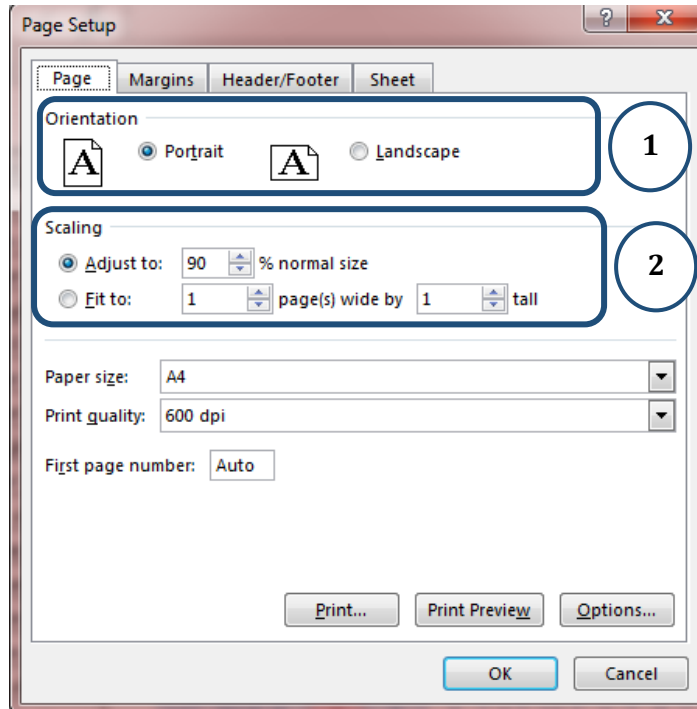 Page Setup
Page Margins Header/Footer Sheet
Orientation
A Portrait A Landscape
1
Scaling
Adjust to: 90 % normal size
Fit to: 1 page(s) wide by 1 tall
2
Paper size: A4
Print quality: 600 dpi
First page number: Auto
Print... Print Preview Options...
OK Cancel